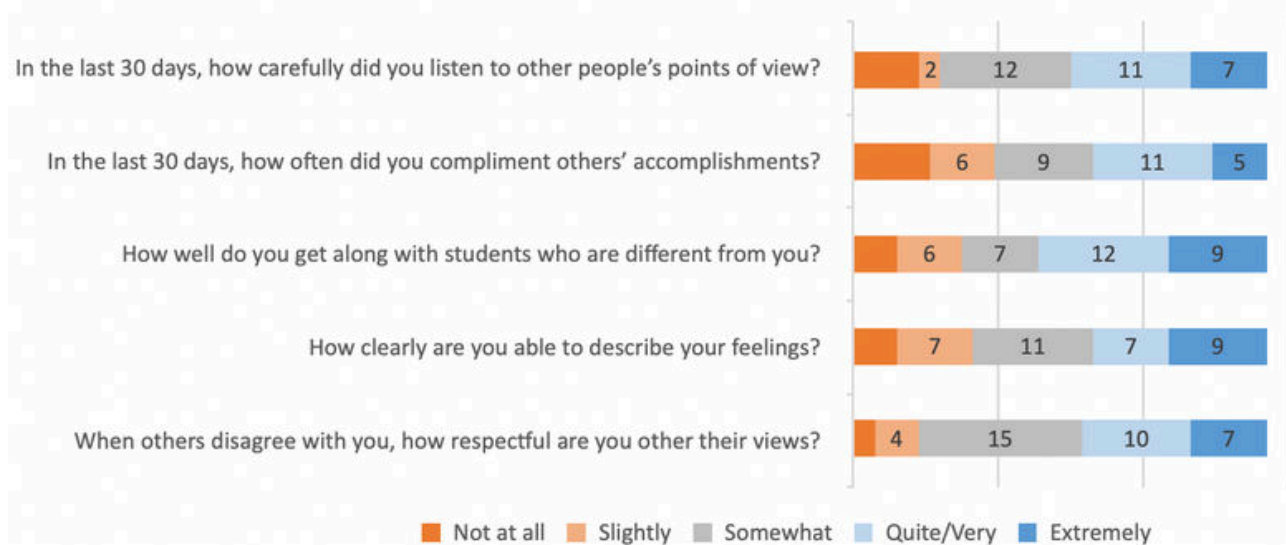 In the last 30 days, how carefully did you listen to other people's points of view? 2 12 11 7
In the last 30 days, how often did you compliment others' accomplishments? 6 9 11 5
How well do you get along with students who are different from you? 6 7 12 9
How clearly are you able to describe your feelings? 7 11 7 9
When others disagree with you, how respectful are you other their views? 4 15 10 7
Not at all Slightly Somewhat Quite/Very Extremely